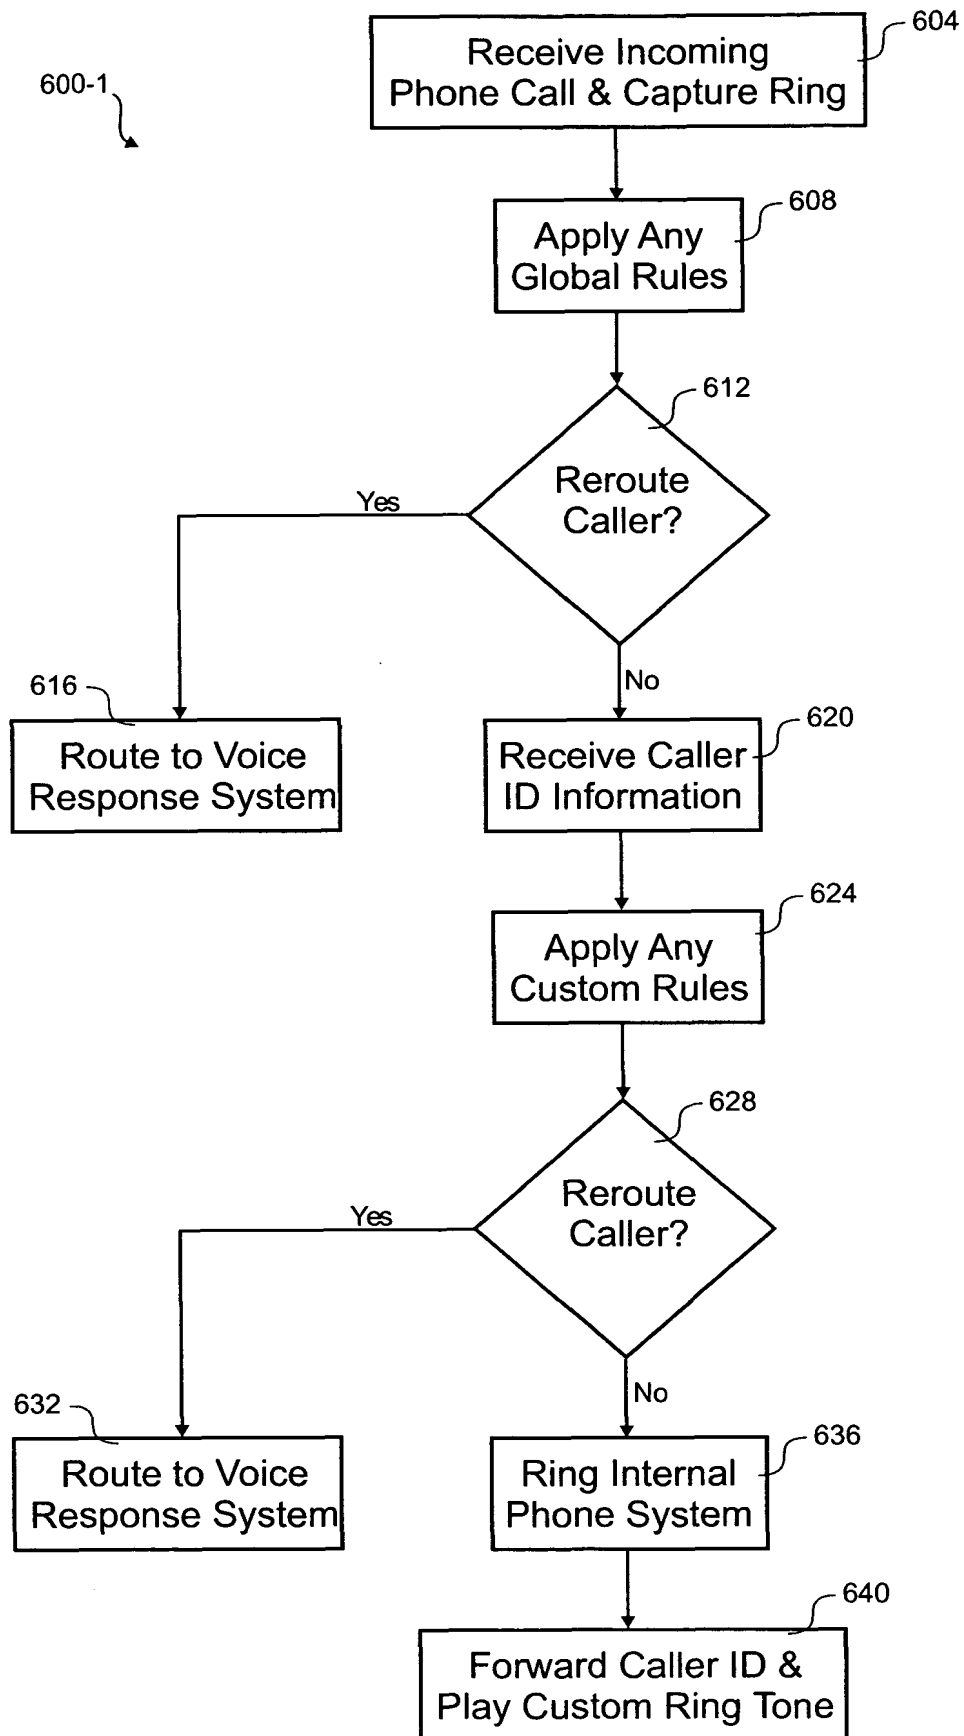 604
Receive Incoming
Phone Call & Capture Ring
600-1
608
Apply Any
Global Rules
612
Reroute
Caller?
Yes
No
616
Route to Voice
Response System
620
Receive Caller
ID Information
624
Apply Any
Custom Rules
628
Reroute
Caller?
Yes
No
632
Route to Voice
Response System
636
Ring Internal
Phone System
640
Forward Caller ID &
Play Custom Ring Tone